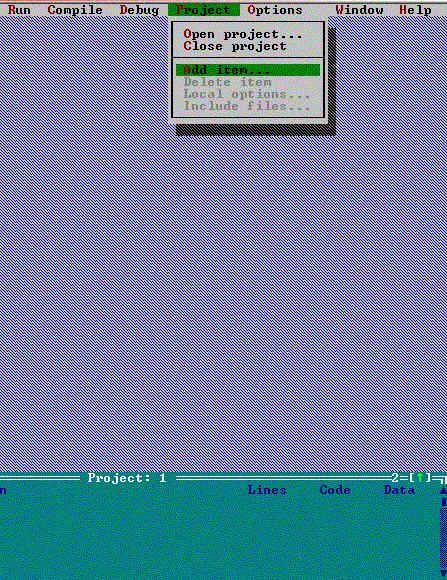 Run Compile Debug Project Options Window Help
Open project...
Close project
Add item...
Delete item
Local options...
Include files...
Project: 1 2=[↑]
n Lines Code Data